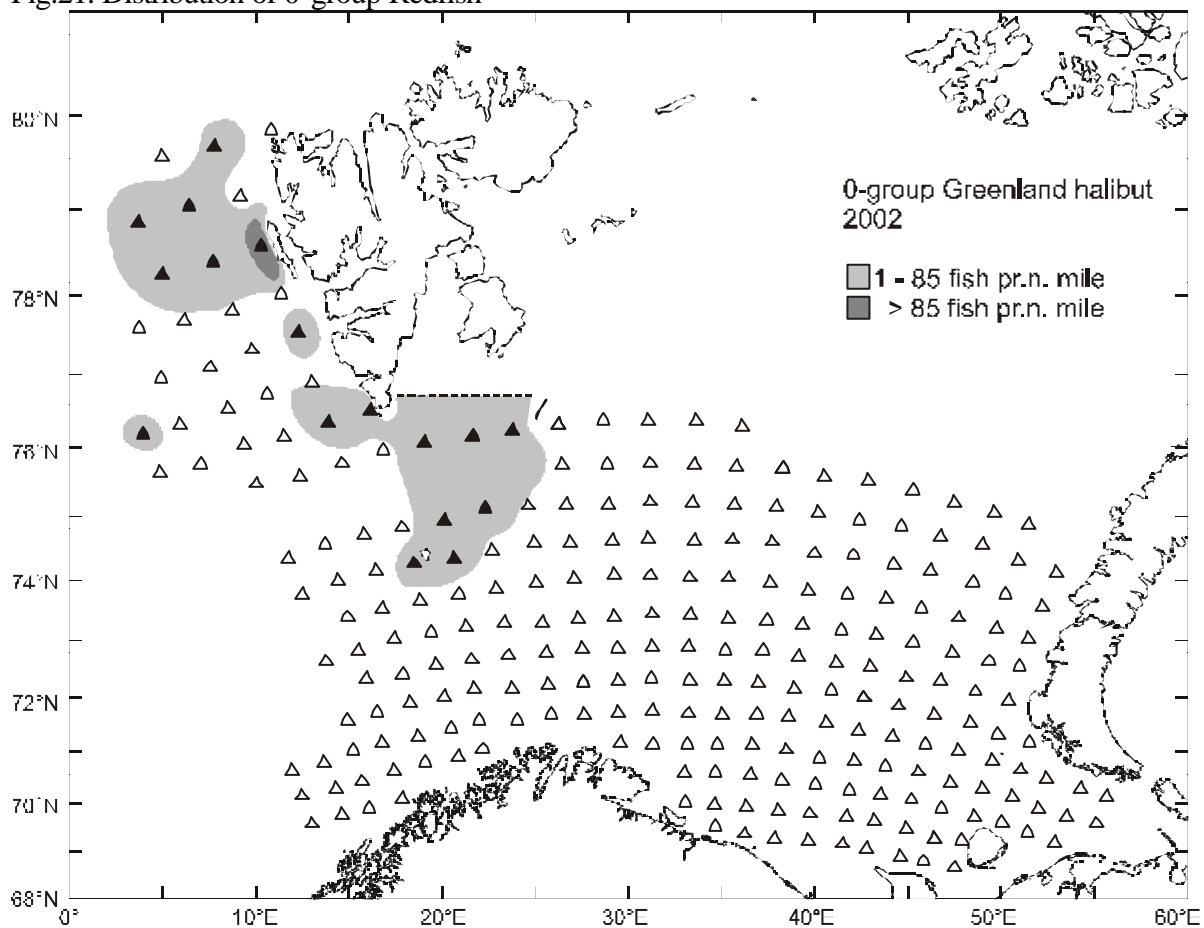 Fig.21. Distribution of 0-group Redfish
80°N
0-group Greenland halibut
2002
1 - 85 fish pr.n. mile
> 85 fish pr.n. mile
78°N
76°N
74°N
72°N
70°N
68°N
0° 10°E 20°E 30°E 40°E 50°E 60°E